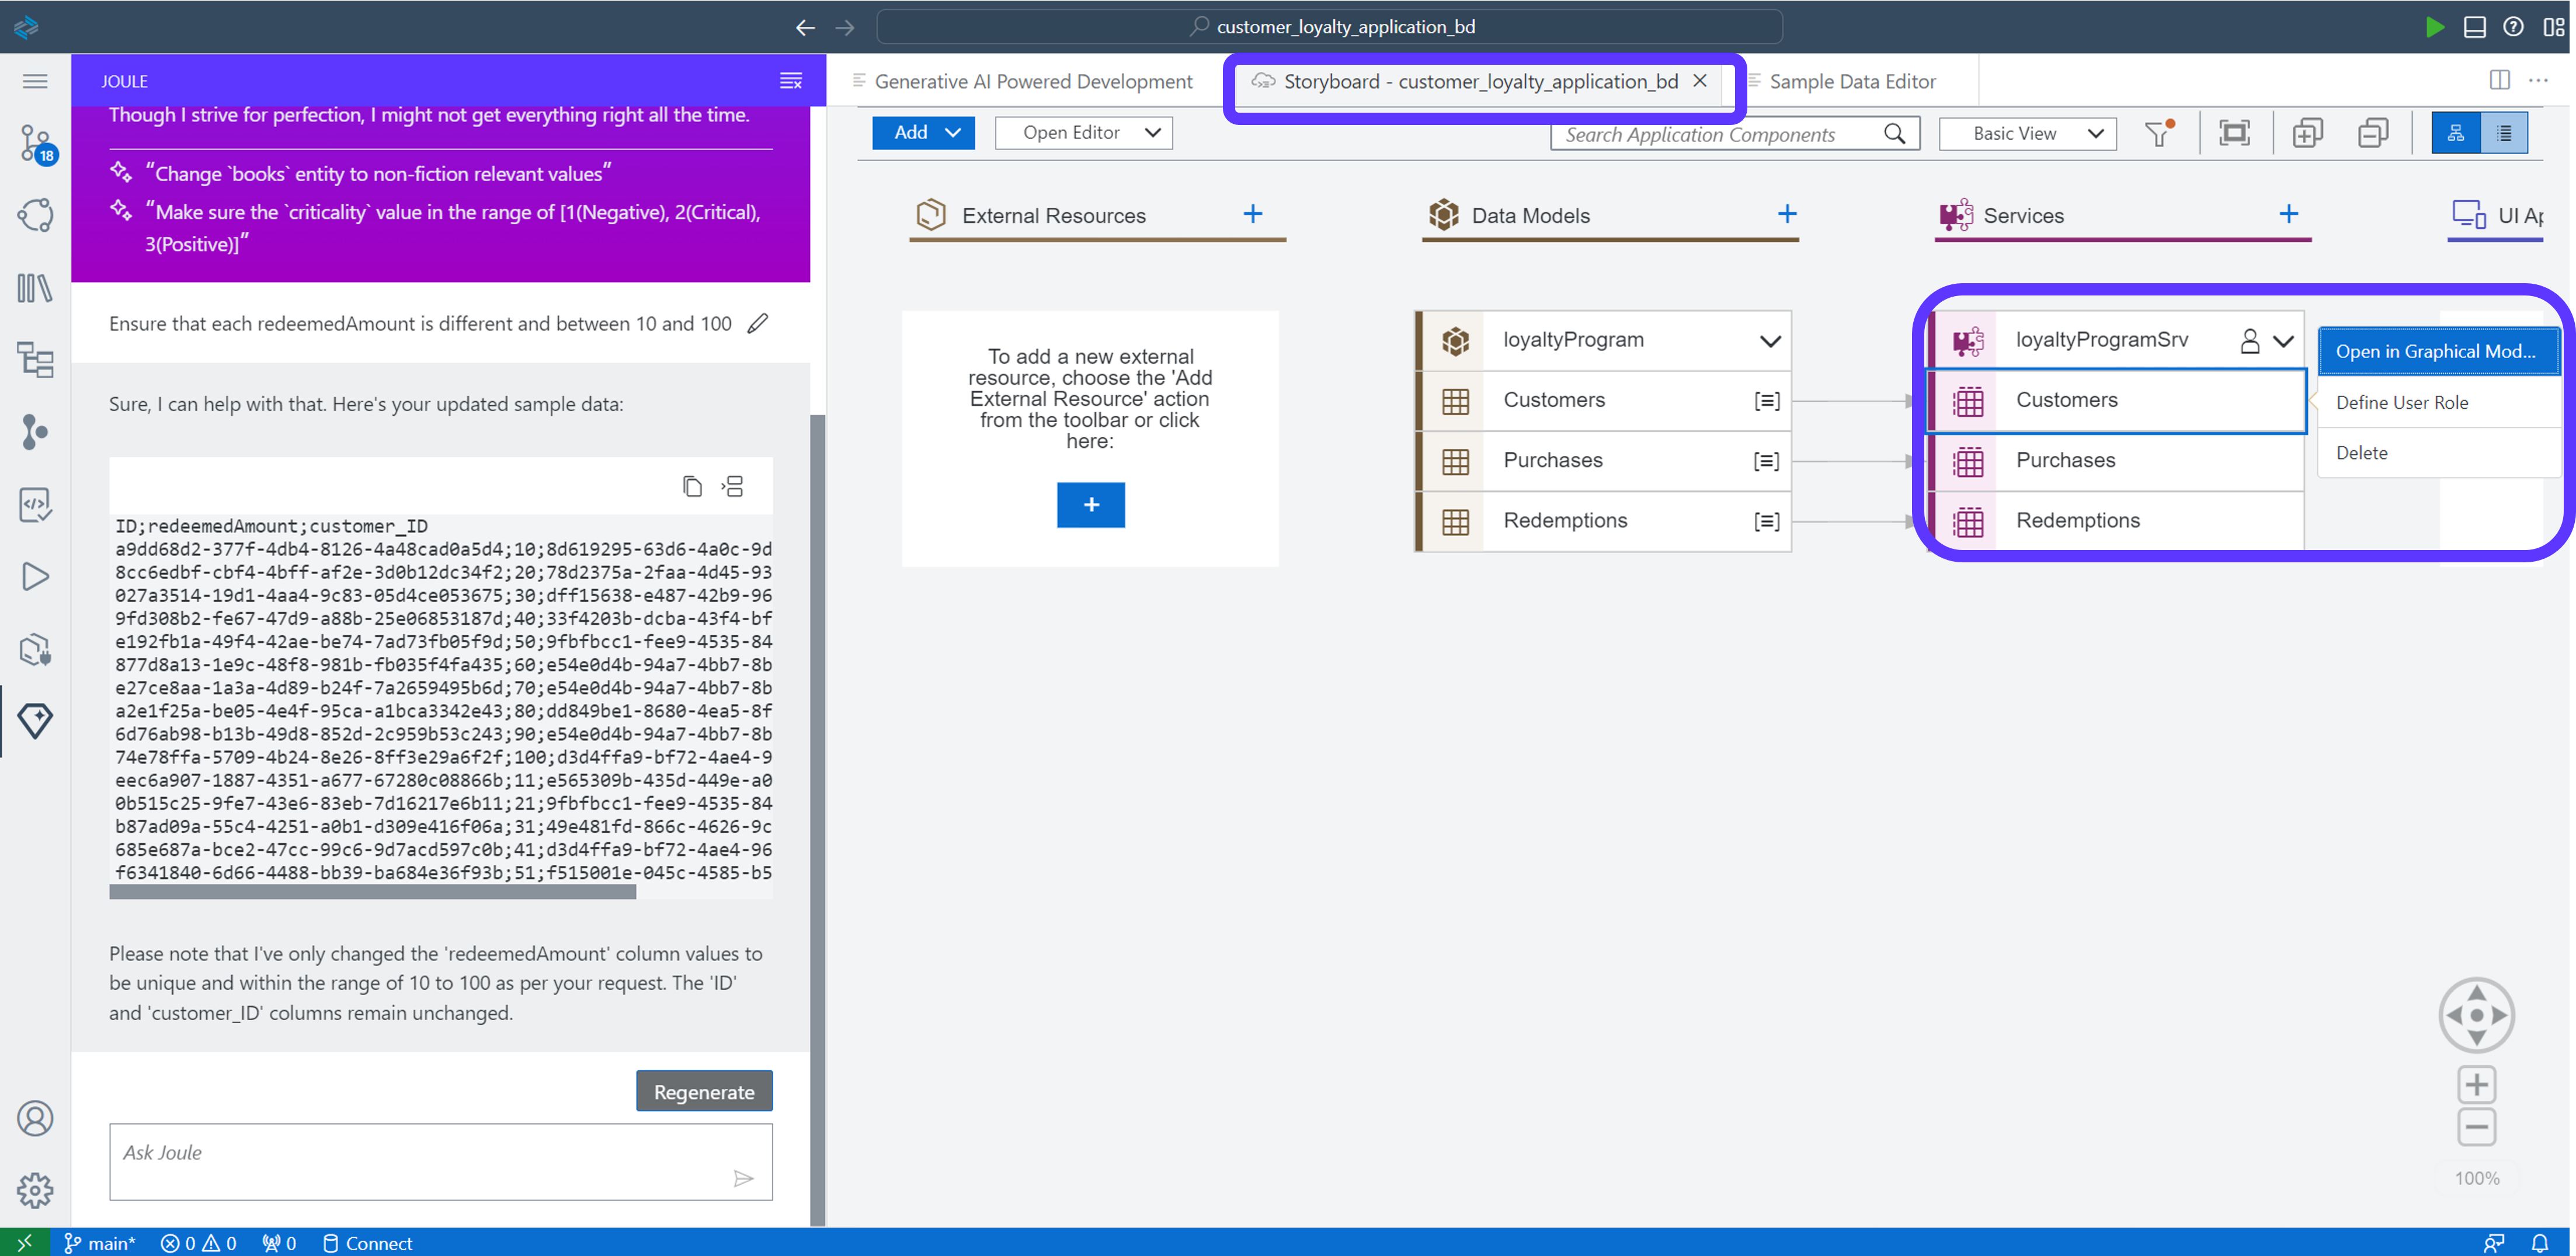 customer_loyalty_application_bd
JOULE
Generative AI Powered Development
Storyboard - customer_loyalty_application_bd
Sample Data Editor
Though I strive for perfection, I might not get everything right all the time.
"Change `books` entity to non-fiction relevant values"
"Make sure the `criticality` value in the range of [1(Negative), 2(Critical),
3(Positive)]"
Ensure that each redeemedAmount is different and between 10 and 100
Sure, I can help with that. Here's your updated sample data:
ID;redeemedAmount;customer_ID
a9dd68d2-377f-4db4-8126-4a48cad0a5d4;10;8d619295-63d6-4a0c-9d
8cc6edbf-cbf4-4bff-af2e-3d0b12dc34f2;20;78d2375a-2faa-4d45-93
027a3514-19d1-4aa4-9c83-05d4ce053675;30;dff15638-e487-42b9-96
9fd308b2-fe67-47d9-a88b-25e06853187d;40;33f4203b-dcba-43f4-bf
e192fb1a-49f4-42ae-be74-7ad73fb05f9d;50;9fbfbcc1-fee9-4535-84
877d8a13-1e9c-48f8-981b-fb035f4fa435;60;e54e0d4b-94a7-4bb7-8b
e27ce8aa-1a3a-4d89-b24f-7a2659495b6d;70;e54e0d4b-94a7-4bb7-8b
a2e1f25a-be05-4e4f-95ca-a1bca3342e43;80;dd849be1-8680-4ea5-8f
6d76ab98-b13b-49d8-852d-2c959b53c243;90;e54e0d4b-94a7-4bb7-8b
74e78ffa-5709-4b24-8e26-8ff3e29a6f2f;100;d3d4ffa9-bf72-4ae4-9
eec6a907-1887-4351-a677-67280c08866b;11;e565309b-435d-449e-a0
0b515c25-9fe7-43e6-83eb-7d16217e6b11;21;9fbfbcc1-fee9-4535-84
b87ad09a-55c4-4251-a0b1-d309e416f06a;31;49e481fd-866c-4626-9c
685e687a-bce2-47cc-99c6-9d7acd597c0b;41;d3d4ffa9-bf72-4ae4-96
f6341840-6d66-4488-bb39-ba684e36f93b;51;f515001e-045c-4585-b5
Please note that I've only changed the 'redeemedAmount' column values to
be unique and within the range of 10 to 100 as per your request. The 'ID'
and 'customer_ID' columns remain unchanged.
Regenerate
Ask Joule
18
Add
Open Editor
Search Application Components
Basic View
External Resources
Data Models
Services
UI Ap
To add a new external
resource, choose the 'Add
External Resource' action
from the toolbar or click
here:
+
loyaltyProgram
Customers
Purchases
Redemptions
loyaltyProgramSrv
Customers
Purchases
Redemptions
Open in Graphical Mod...
Define User Role
Delete
100%
main*
0
0
0
Connect